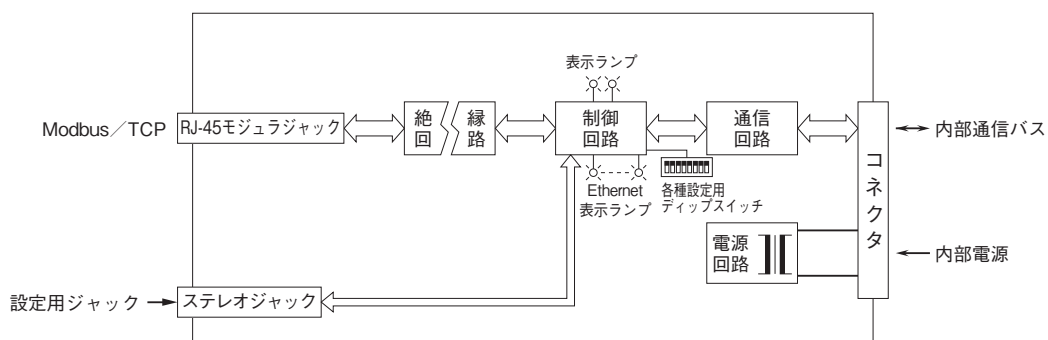 表示ランプ
Modbus／TCP
RJ-45モジュラジャック
絶縁
回路
制御
回路
通信
回路
コネクタ
内部通信バス
Ethernet
表示ランプ
各種設定用
ディップスイッチ
電源
回路
内部電源
設定用ジャック
ステレオジャック